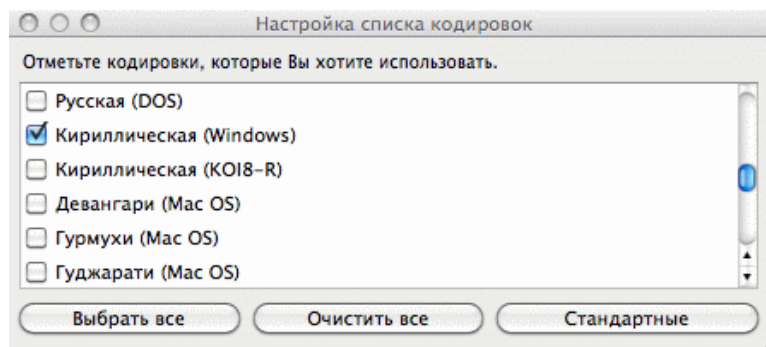 Настройка списка кодировок
Отметьте кодировки, которые Вы хотите использовать.
Русская (DOS)
Кириллическая (Windows)
Кириллическая (KOI8-R)
Девангари (Mac OS)
Гурмухи (Mac OS)
Гуджарати (Mac OS)
Выбрать все Очистить все Стандартные